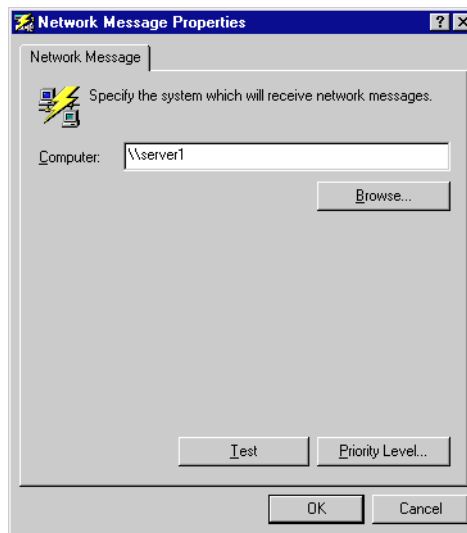 Network Message Properties
Network Message
Specify the system which will receive network messages.
Computer: \\server1
Browse...
Test Priority Level...
OK Cancel